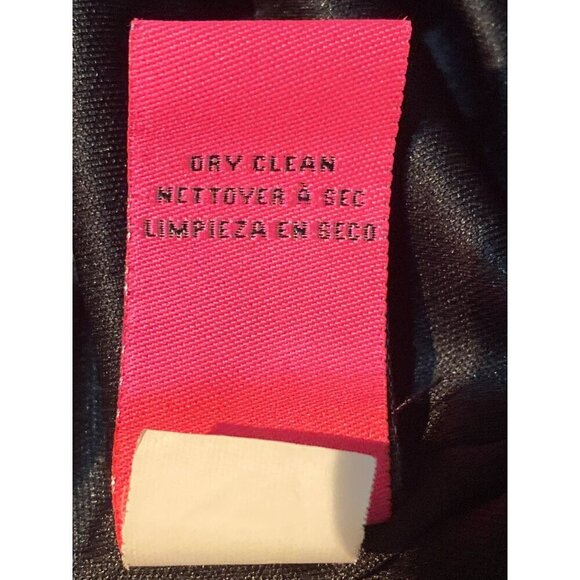 DRY CLEAN
NETTOYER À SEC
LIMPIEZA EN SECO